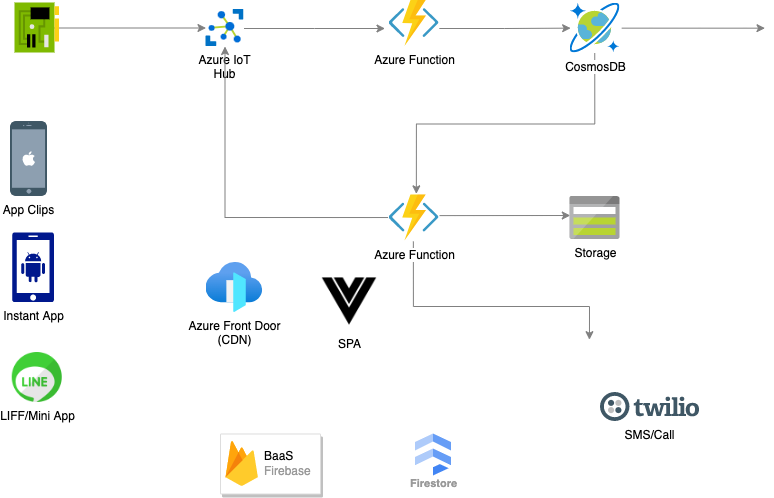 Azure IoT
Hub
Azure Function
CosmosDB
App Clips
Azure Function
Storage
Instant App
Azure Front Door
(CDN)
SPA
LINE
LIFF/Mini App
twilio
SMS/Call
BaaS
Firebase
Firestore